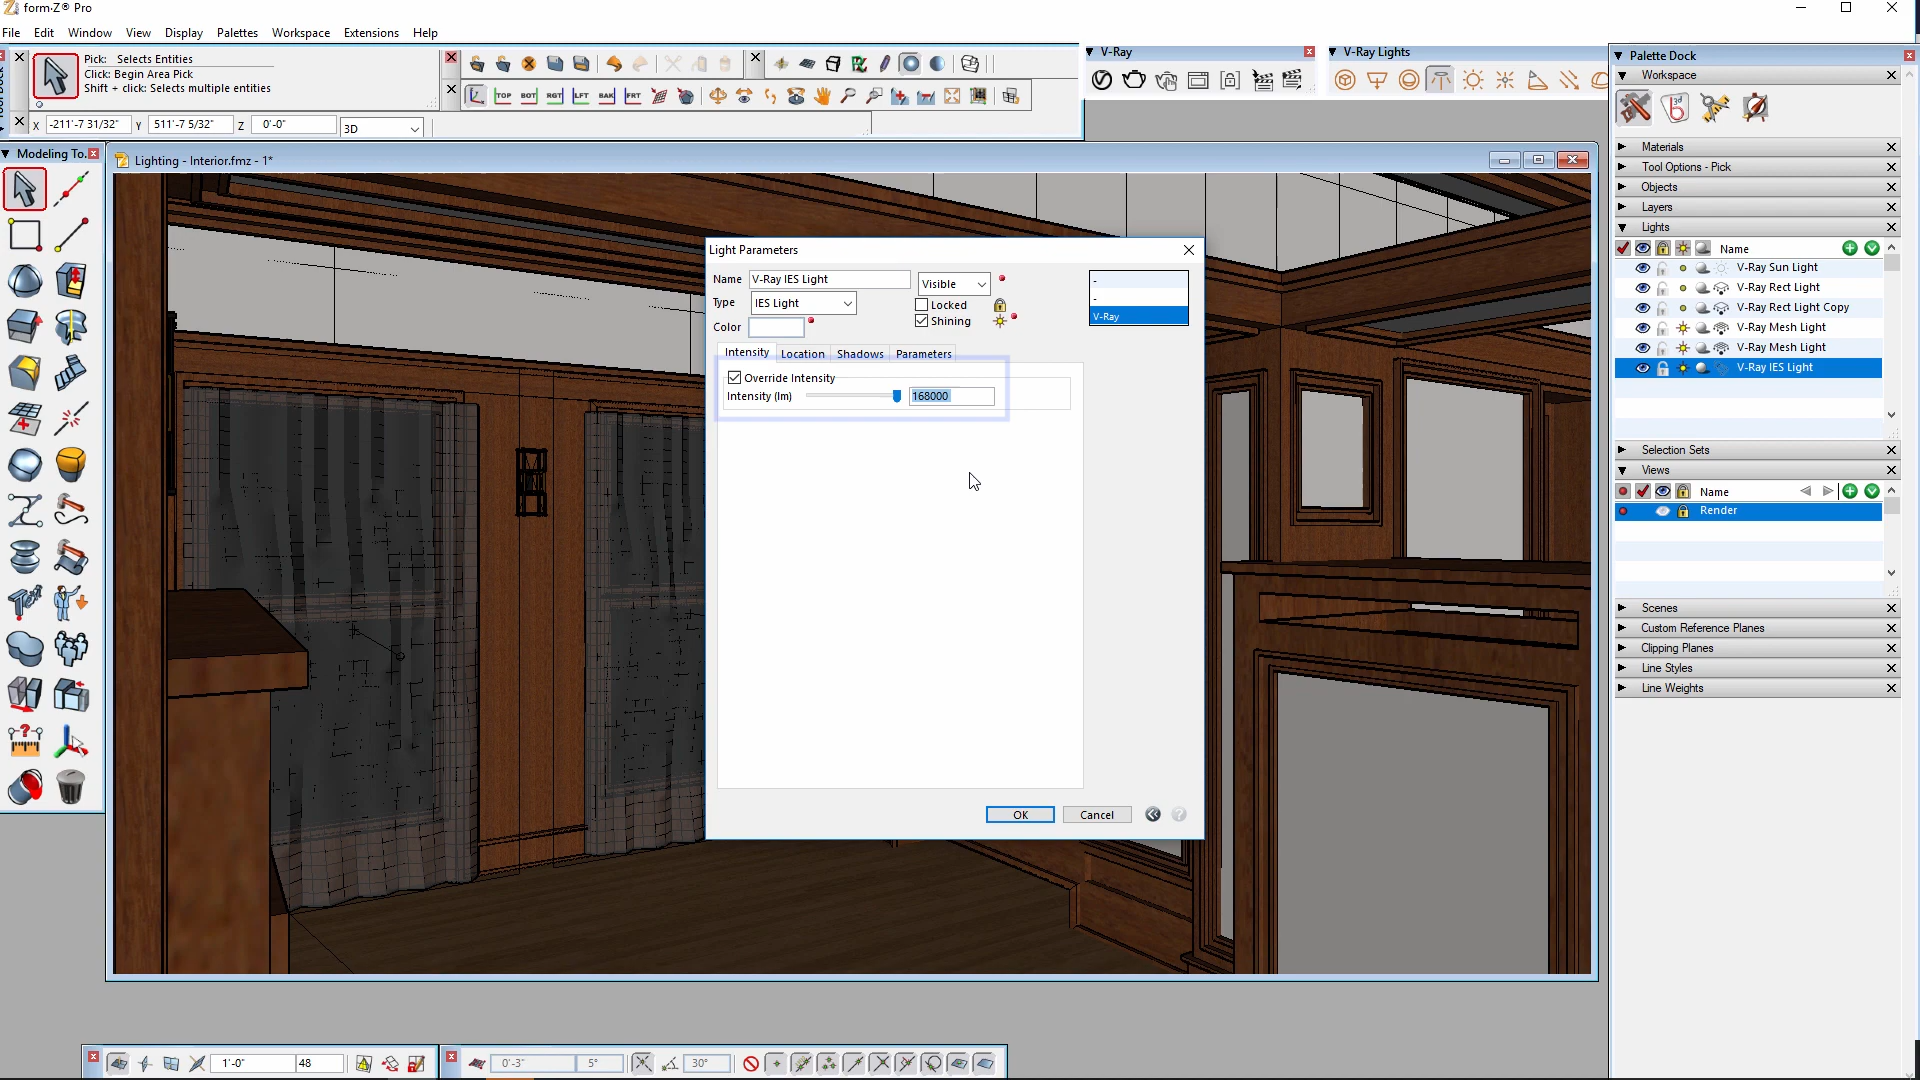 form·Z® Pro
File Edit Window View Display Palettes Workspace Extensions Help
Pick: Selects Entities
Click: Begin Area Pick
Shift + click: Selects multiple entities
TOP BOT RGT LFT BAK FRT
X -211'-7 31/32" Y 511'-7 5/32" Z 0'-0" 3D
V-Ray
V-Ray Lights
Modeling To..
Lighting - Interior.fmz - 1*
Light Parameters
Name V-Ray IES Light Visible
Type IES Light Locked
Color Shining
-
-
V-Ray
Intensity Location Shadows Parameters
Override Intensity
Intensity (lm) 168000
OK Cancel
Palette Dock
Workspace
Materials
Tool Options - Pick
Objects
Layers
Lights
Name
V-Ray Sun Light
V-Ray Rect Light
V-Ray Rect Light Copy
V-Ray Mesh Light
V-Ray Mesh Light
V-Ray IES Light
Selection Sets
Views
Name
Render
Scenes
Custom Reference Planes
Clipping Planes
Line Styles
Line Weights
1'-0" 48
0'-3" 5° 30°